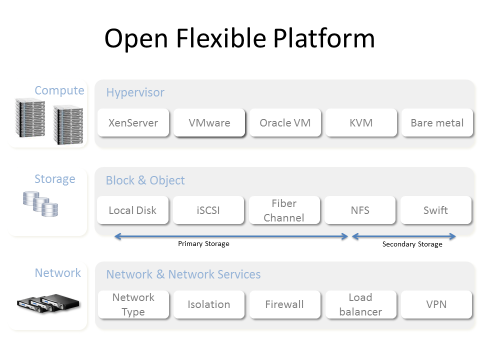 Open Flexible Platform
Compute
Hypervisor
XenServer
VMware
Oracle VM
KVM
Bare metal
Storage
Block & Object
Local Disk
iSCSI
Fiber
Channel
NFS
Swift
Primary Storage
Secondary Storage
Network
Network & Network Services
Network
Type
Isolation
Firewall
Load
balancer
VPN